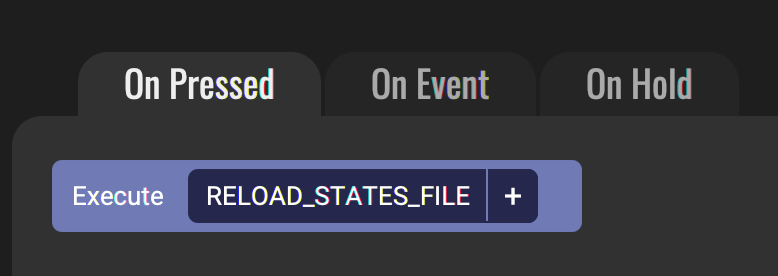 On Pressed On Event On Hold
Execute RELOAD_STATES_FILE +